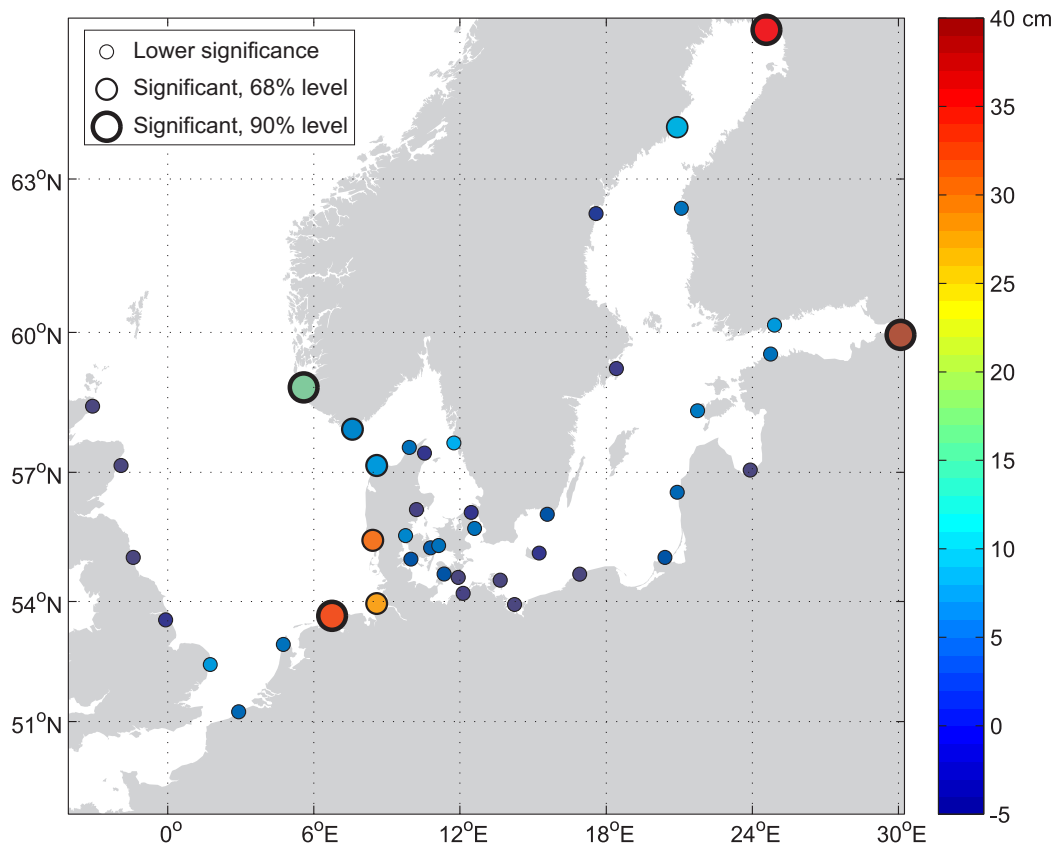 Lower significance
Significant, 68% level
Significant, 90% level
63°N
60°N
57°N
54°N
51°N
0°
6°E
12°E
18°E
24°E
30°E
40 cm
35
30
25
20
15
10
5
0
-5